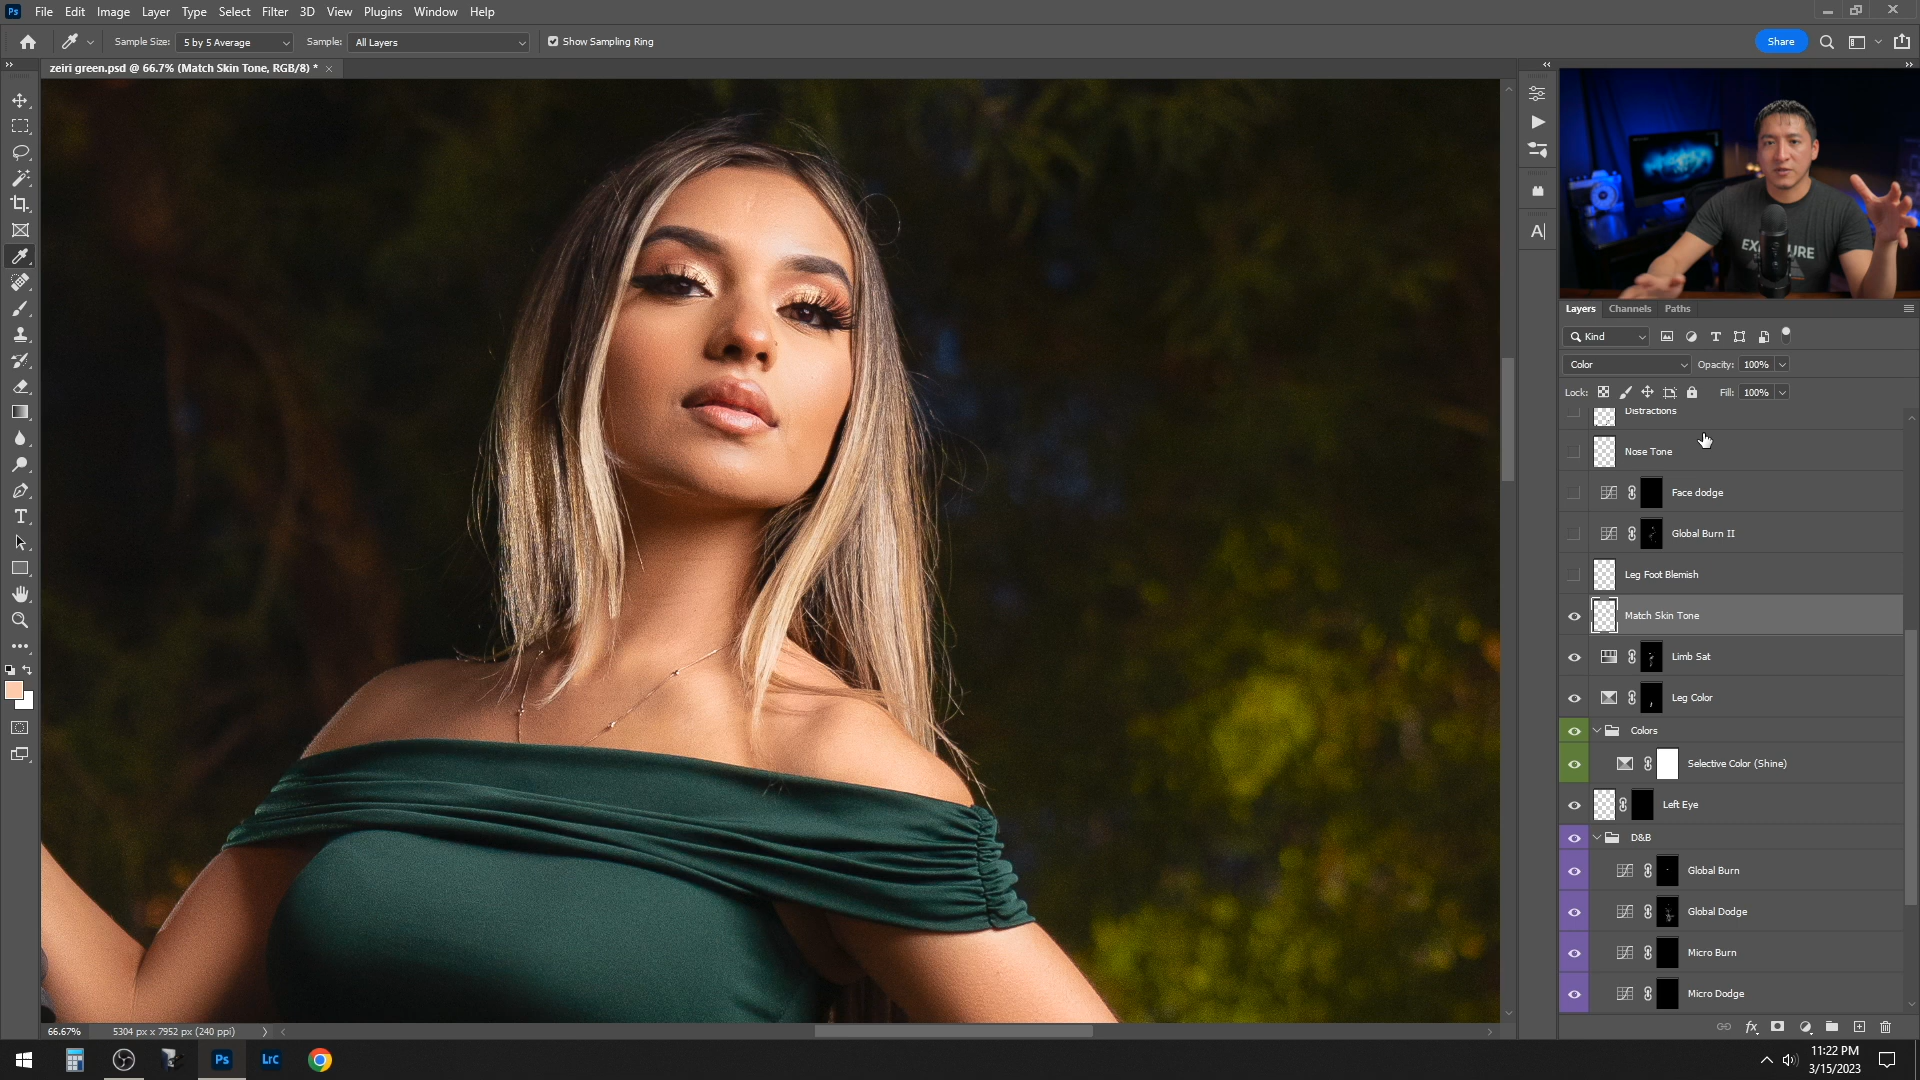 Ps File Edit Image Layer Type Select Filter 3D View Plugins Window Help
Sample Size: 5 by 5 Average Sample: All Layers Show Sampling Ring Share
zeiri green.psd @ 66.7% (Match Skin Tone, RGB/8) * ×
A|
Layers Channels Paths
Kind
Color Opacity: 100%
Lock: Fill: 100%
Distractions
Nose Tone
Face dodge
Global Burn II
Leg Foot Blemish
Match Skin Tone
Limb Sat
Leg Color
Colors
Selective Color (Shine)
Left Eye
D&B
Global Burn
Global Dodge
Micro Burn
Micro Dodge
fx
66.67% 5304 px x 7952 px (240 ppi)
Ps LrC
11:22 PM
3/15/2023